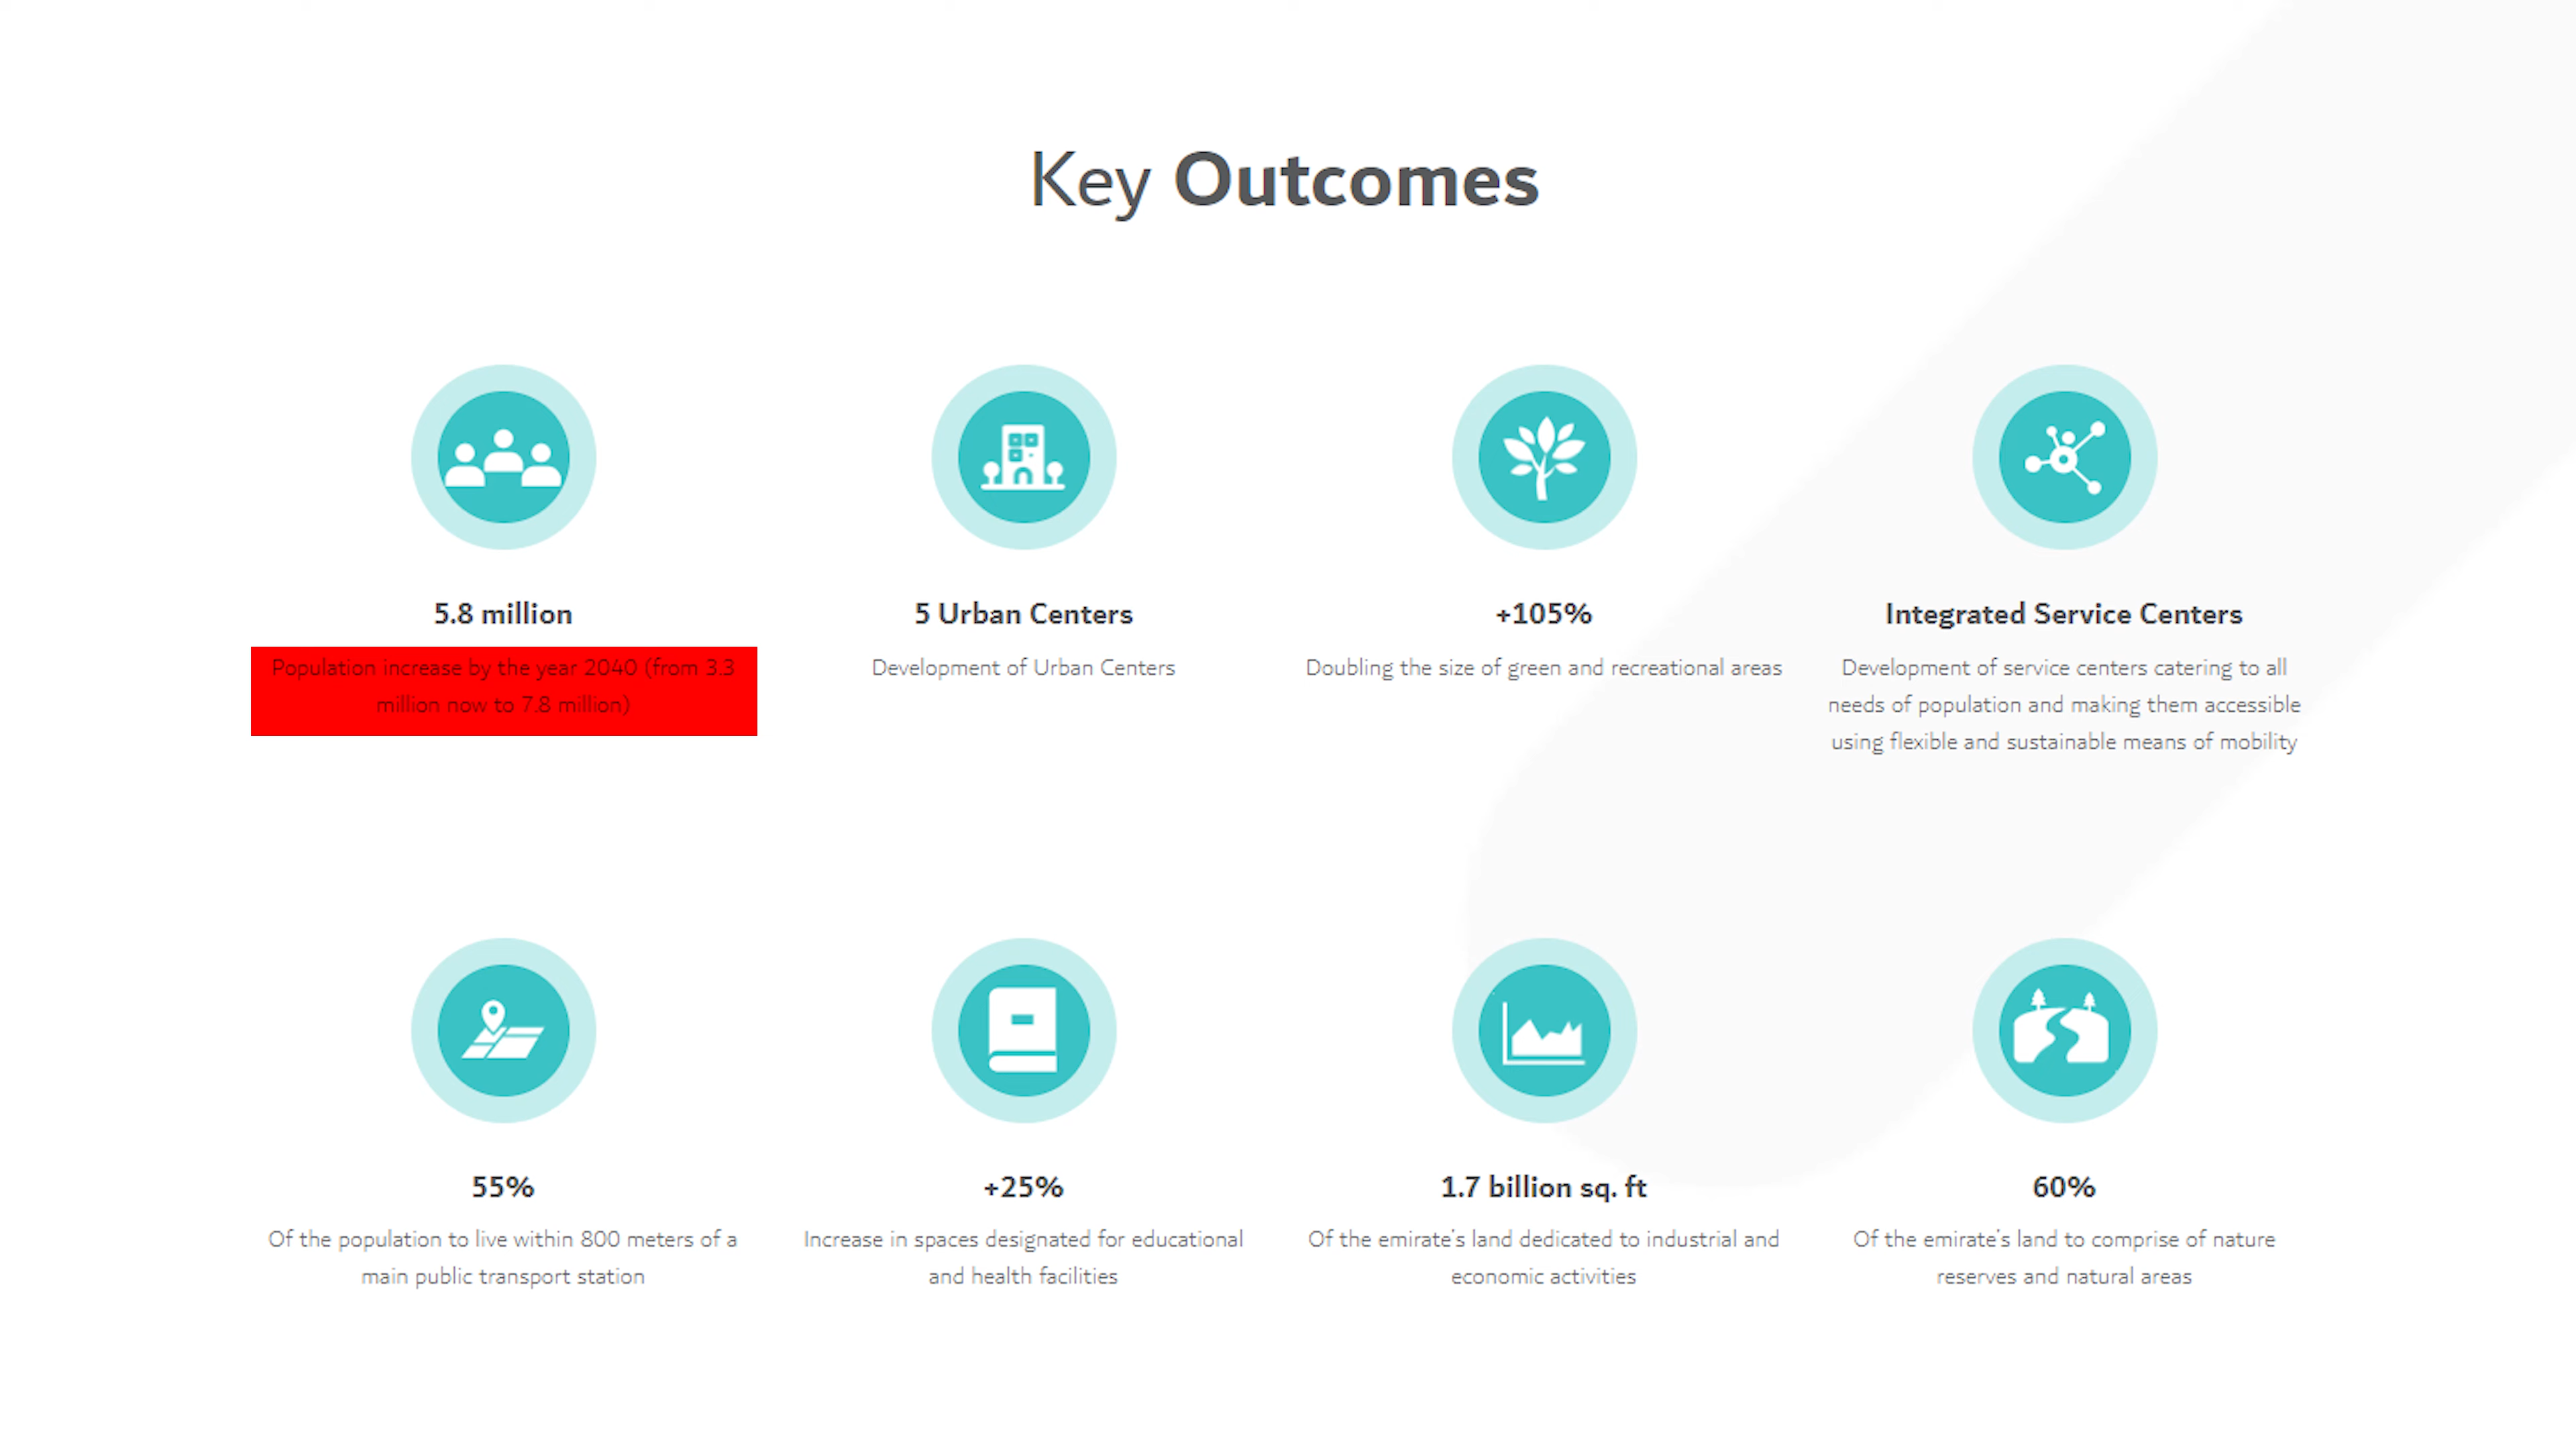 Key Outcomes
5.8 million
Population increase by the year 2040 (from 3.3
million now to 7.8 million)
5 Urban Centers
Development of Urban Centers
+105%
Doubling the size of green and recreational areas
Integrated Service Centers
Development of service centers catering to all
needs of population and making them accessible
using flexible and sustainable means of mobility
55%
Of the population to live within 800 meters of a
main public transport station
+25%
Increase in spaces designated for educational
and health facilities
1.7 billion sq. ft
Of the emirate's land dedicated to industrial and
economic activities
60%
Of the emirate's land to comprise of nature
reserves and natural areas